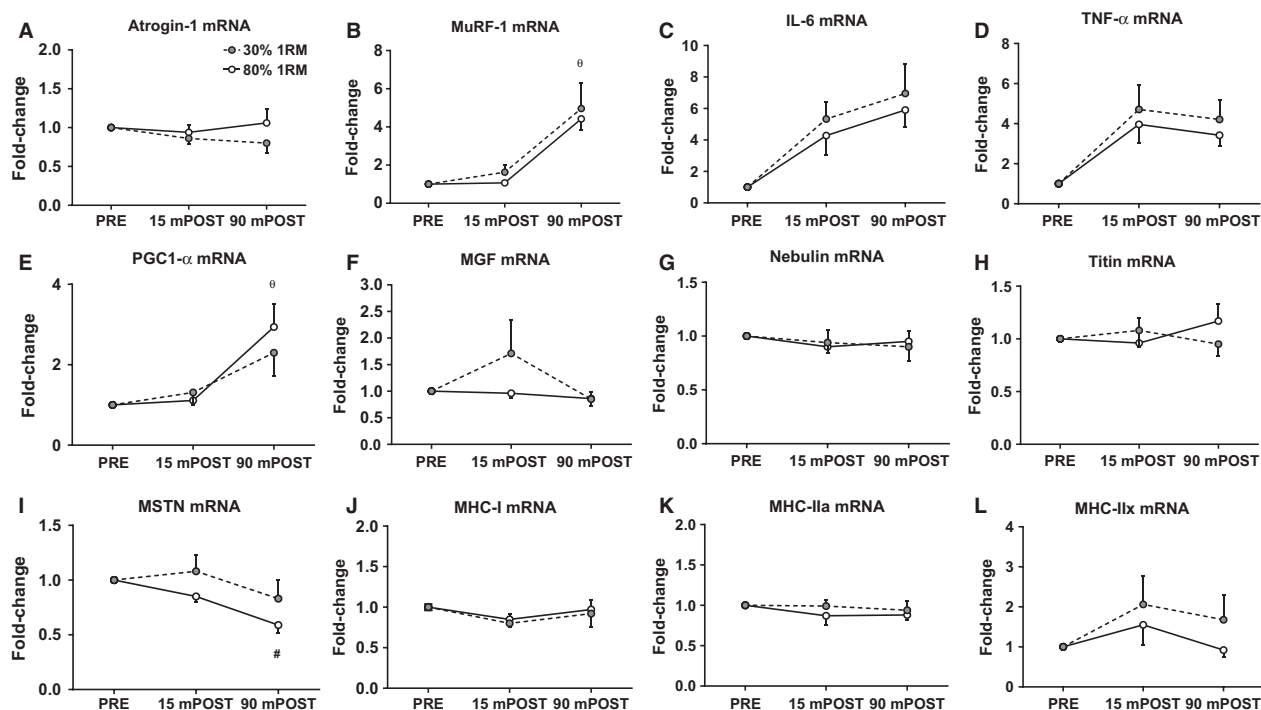 A
Atrogin-1 mRNA
30% 1RM
80% 1RM
Fold-change
2.0
1.5
1.0
0.5
0.0
PRE 15 mPOST 90 mPOST
B
MuRF-1 mRNA
θ
Fold-change
8
6
4
2
0
PRE 15 mPOST 90 mPOST
C
IL-6 mRNA
Fold-change
10
8
6
4
2
0
PRE 15 mPOST 90 mPOST
D
TNF-α mRNA
Fold-change
8
6
4
2
0
PRE 15 mPOST 90 mPOST
E
PGC1-α mRNA
θ
Fold-change
4
2
0
PRE 15 mPOST 90 mPOST
F
MGF mRNA
Fold-change
3.0
2.5
2.0
1.5
1.0
0.5
0.0
PRE 15 mPOST 90 mPOST
G
Nebulin mRNA
Fold-change
1.5
1.0
0.5
0.0
PRE 15 mPOST 90 mPOST
H
Titin mRNA
Fold-change
1.5
1.0
0.5
0.0
PRE 15 mPOST 90 mPOST
I
MSTN mRNA
Fold-change
1.5
1.0
0.5
0.0
#
PRE 15 mPOST 90 mPOST
J
MHC-I mRNA
Fold-change
2.0
1.5
1.0
0.5
0.0
PRE 15 mPOST 90 mPOST
K
MHC-IIa mRNA
Fold-change
2.0
1.5
1.0
0.5
0.0
PRE 15 mPOST 90 mPOST
L
MHC-IIx mRNA
Fold-change
4
3
2
1
0
PRE 15 mPOST 90 mPOST